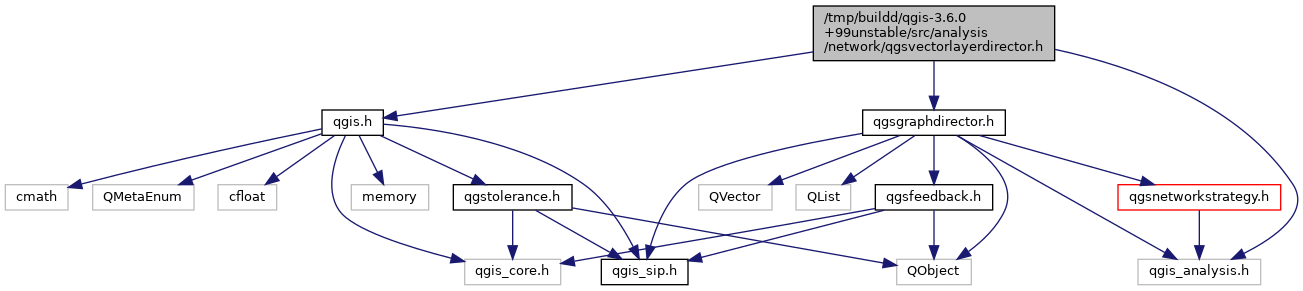 /tmp/buildd/qgis-3.6.0
+99unstable/src/analysis
/network/qgsvectorlayerdirector.h
qgis.h
qgsgraphdirector.h
cmath
QMetaEnum
cfloat
memory
qgstolerance.h
QVector
QList
qgsfeedback.h
qgsnetworkstrategy.h
qgis_core.h
qgis_sip.h
QObject
qgis_analysis.h